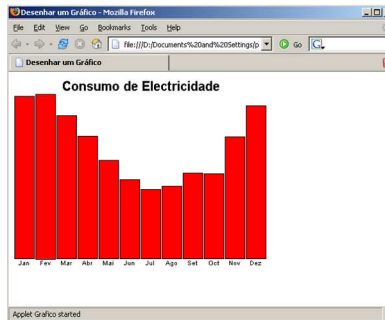 Desenhar um Gráfico - Mozilla Firefox
File Edit View Go Bookmarks Tools Help
file:///D:/Documents%20and%20Settings/p Go G
Desenhar um Gráfico
Consumo de Electricidade
Jan Fev Mar Abr Mai Jun Jul Ago Set Oct Nov Dez
Applet Grafico started